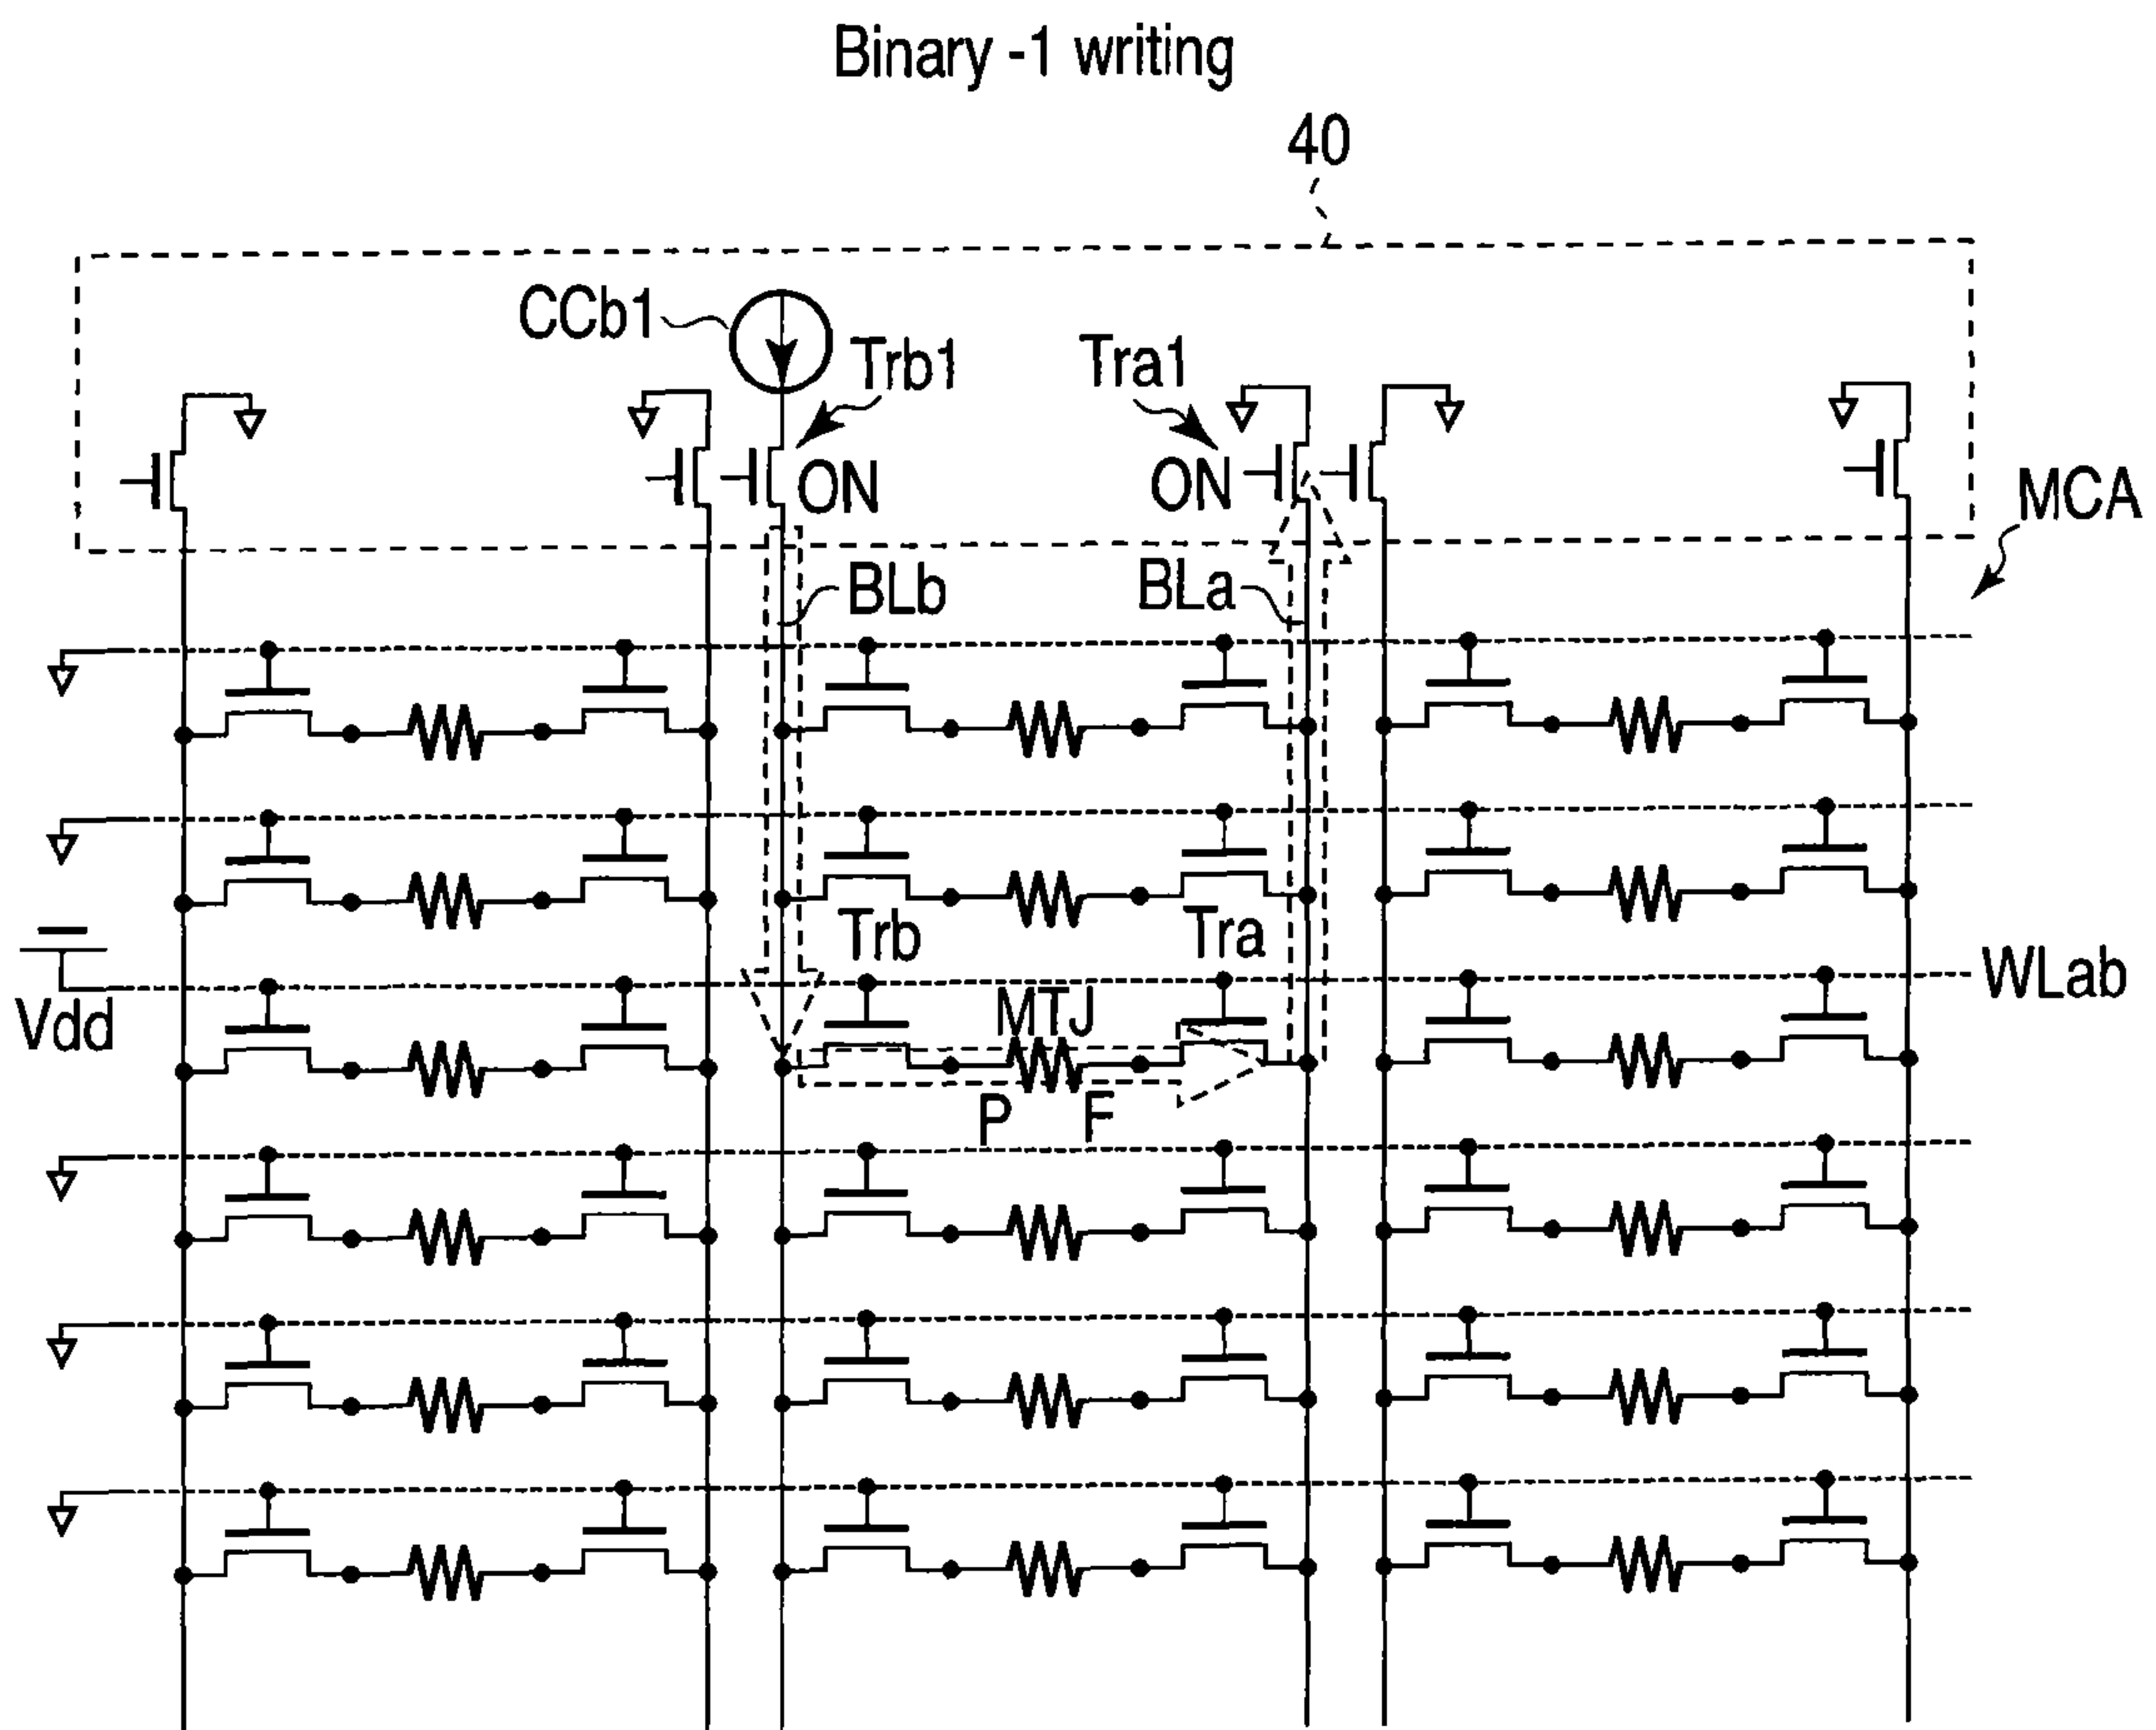 Binary -1 writing
40
CCb1
Trb1
Tra1
ON
ON
MCA
BLb
BLa
Trb
Tra
WLab
Vdd
MTJ
P
F